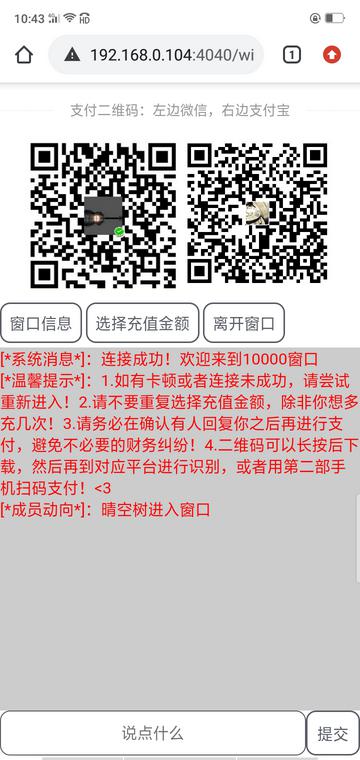 10:43 4G HD
192.168.0.104:4040/wi
1
支付二维码：左边微信，右边支付宝
窗口信息 选择充值金额 离开窗口
[*系统消息*]：连接成功！欢迎来到10000窗口
[*温馨提示*]：1.如有卡顿或者连接未成功，请尝试
重新进入！2.请不要重复选择充值金额，除非你想多
充几次！3.请务必在确认有人回复你之后再进行支
付，避免不必要的财务纠纷！4.二维码可以长按后下
载，然后再到对应平台进行识别，或者用第二部手
机扫码支付！<3
[*成员动向*]：晴空树进入窗口
说点什么 提交